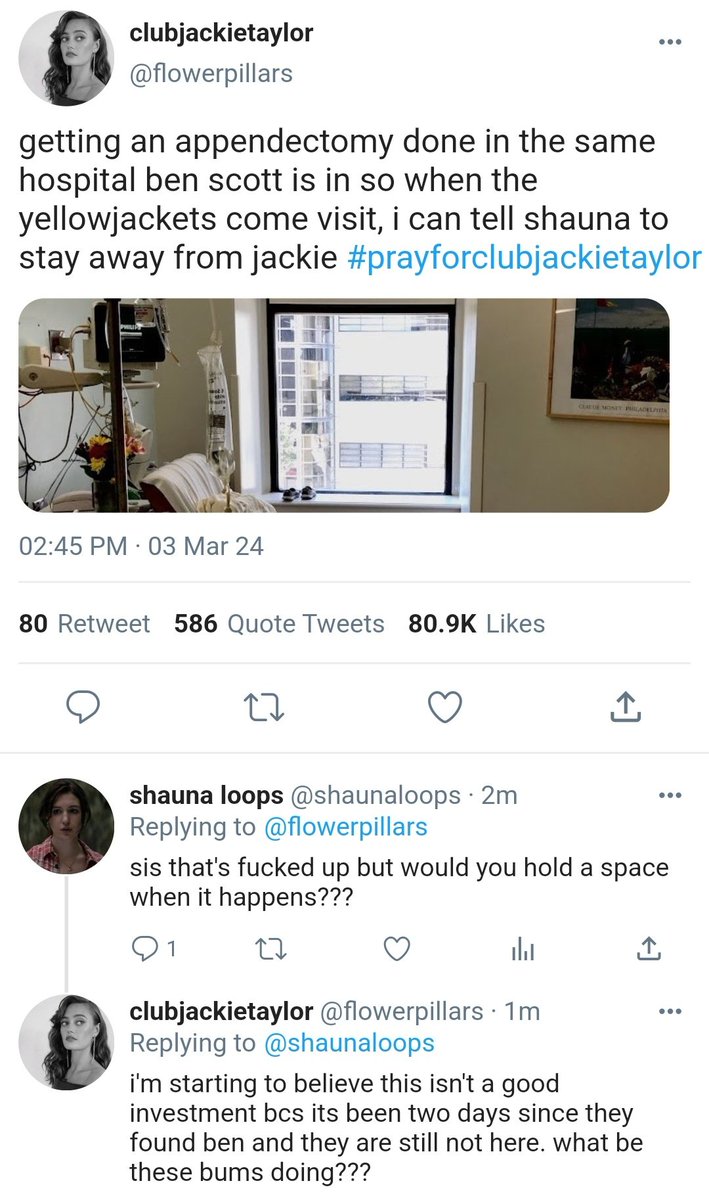 clubjackietaylor
@flowerpillars
getting an appendectomy done in the same
hospital ben scott is in so when the
yellowjackets come visit, i can tell shauna to
stay away from jackie #prayforclubjackietaylor
PHILIPS
CLAUDE MONET PHILADELPHIA
02:45 PM · 03 Mar 24
80 Retweet 586 Quote Tweets 80.9K Likes
shauna loops @shaunaloops · 2m
Replying to @flowerpillars
sis that's fucked up but would you hold a space
when it happens???
1
clubjackietaylor @flowerpillars · 1m
Replying to @shaunaloops
i'm starting to believe this isn't a good
investment bcs its been two days since they
found ben and they are still not here. what be
these bums doing???